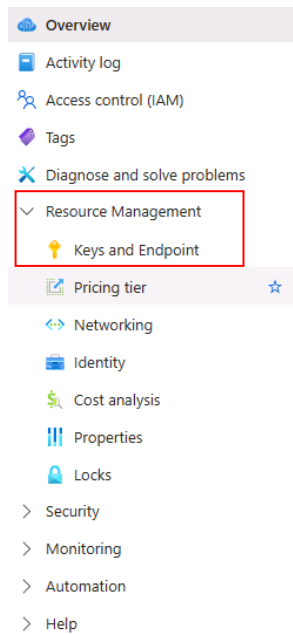 Overview
Activity log
Access control (IAM)
Tags
Diagnose and solve problems
Resource Management
Keys and Endpoint
Pricing tier
Networking
Identity
Cost analysis
Properties
Locks
Security
Monitoring
Automation
Help